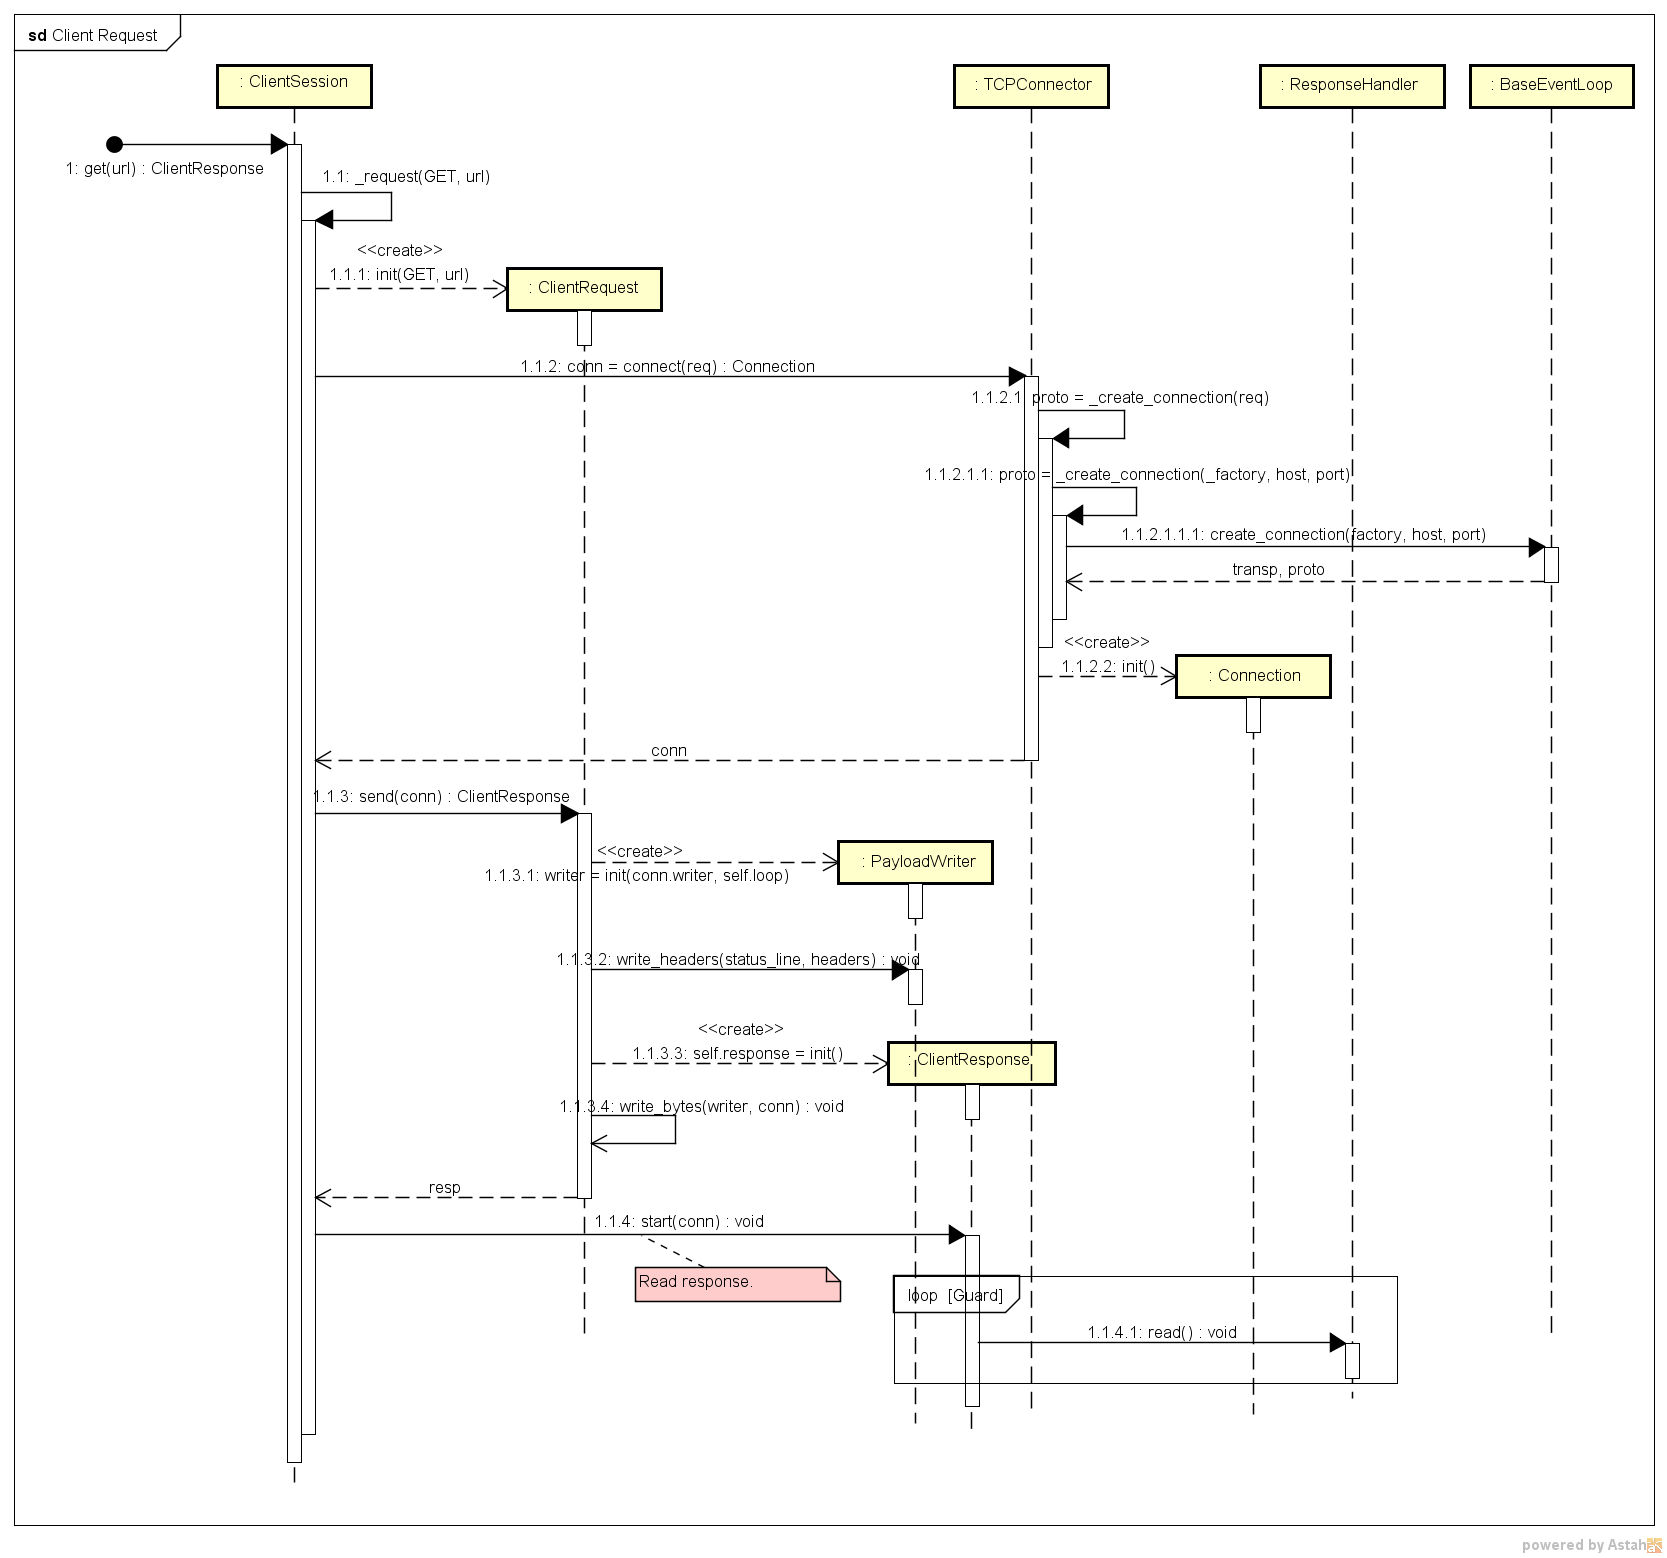 sd Client Request
: ClientSession
: TCPConnector
: ResponseHandler
: BaseEventLoop
1: get(url) : ClientResponse
1.1: _request(GET, url)
<<create>>
1.1.1: init(GET, url)
: ClientRequest
1.1.2: conn = connect(req) : Connection
1.1.2.1: proto = _create_connection(req)
1.1.2.1.1: proto = _create_connection(_factory, host, port)
1.1.2.1.1.1: create_connection(factory, host, port)
transp, proto
<<create>>
1.1.2.2: init()
: Connection
conn
1.1.3: send(conn) : ClientResponse
<<create>>
: PayloadWriter
1.1.3.1: writer = init(conn.writer, self.loop)
1.1.3.2: write_headers(status_line, headers) : void
<<create>>
1.1.3.3: self.response = init()
: ClientResponse
1.1.3.4: write_bytes(writer, conn) : void
resp
1.1.4: start(conn) : void
Read response.
loop [Guard]
1.1.4.1: read() : void
powered by Astah